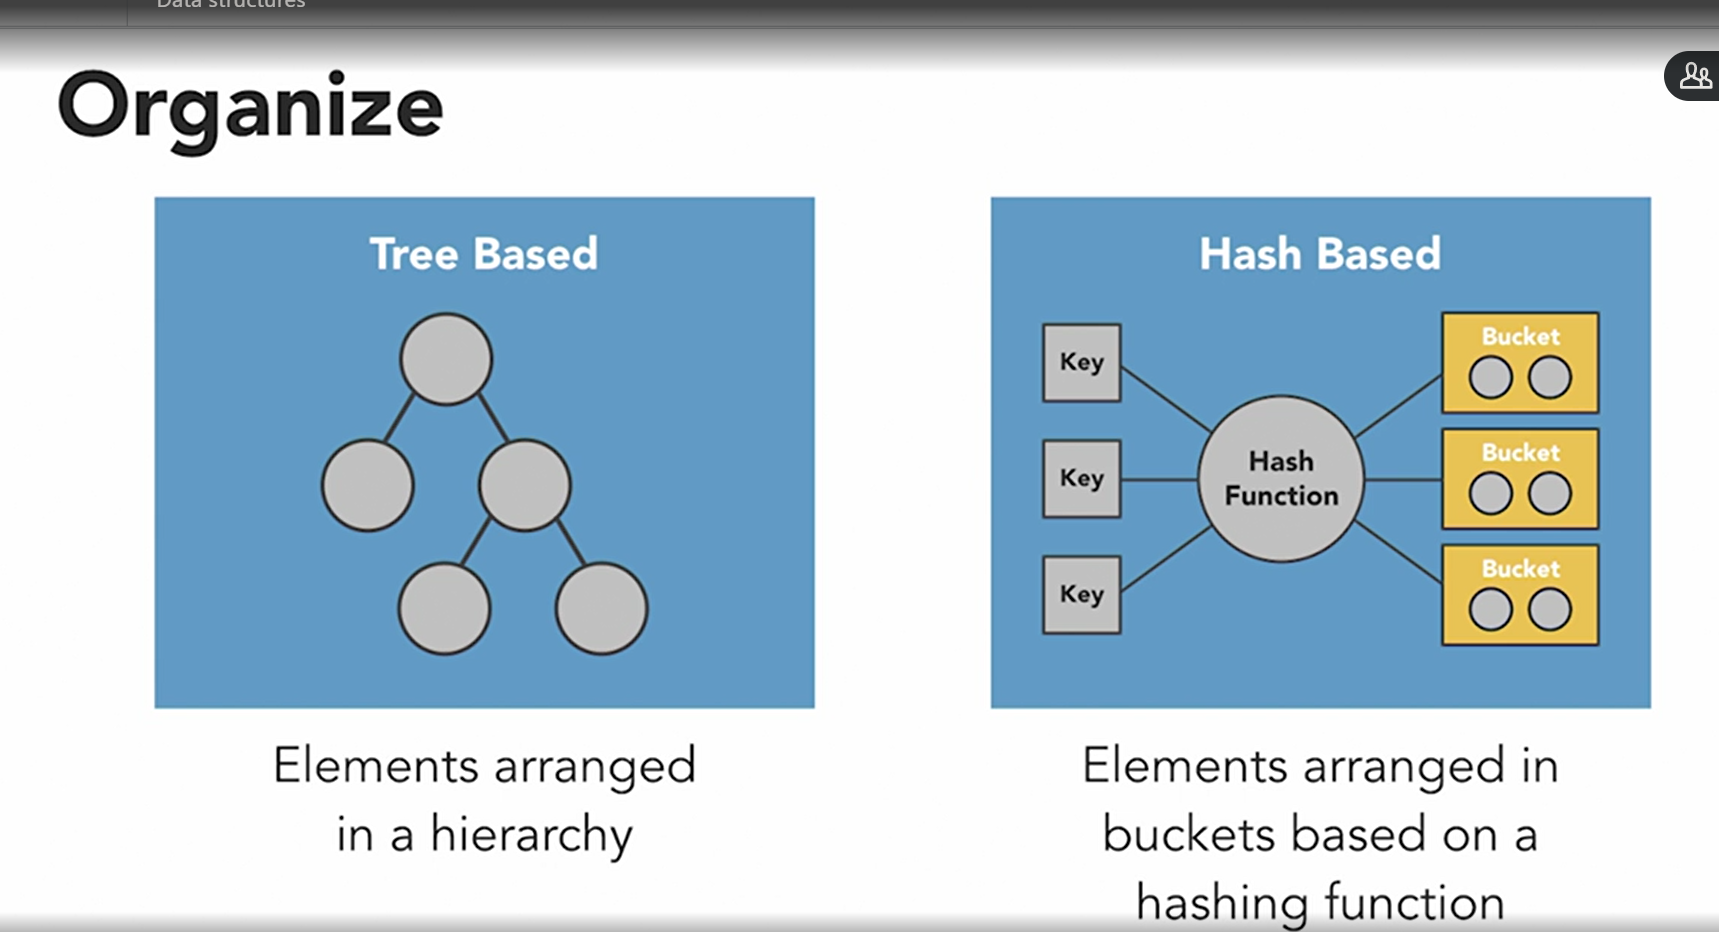 Data structures
Organize
Tree Based
Elements arranged
in a hierarchy
Hash Based
Key
Key
Key
Hash
Function
Bucket
Bucket
Bucket
Elements arranged in
buckets based on a
hashing function